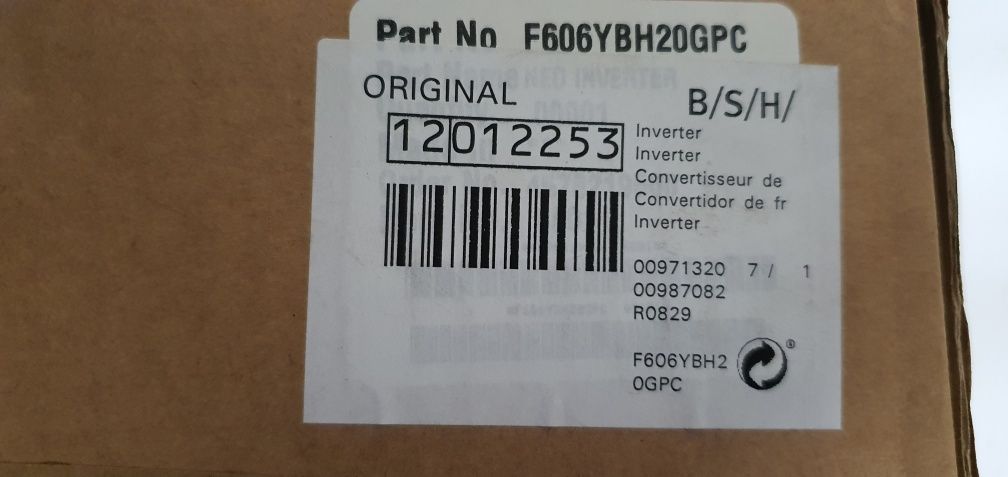 Part No F606YBH20GPC
ORIGINAL
B/S/H/
12012253
Inverter
Inverter
Convertisseur de
Convertidor de fr
Inverter
00971320 7 / 1
00987082
R0829
F606YBH2
0GPC